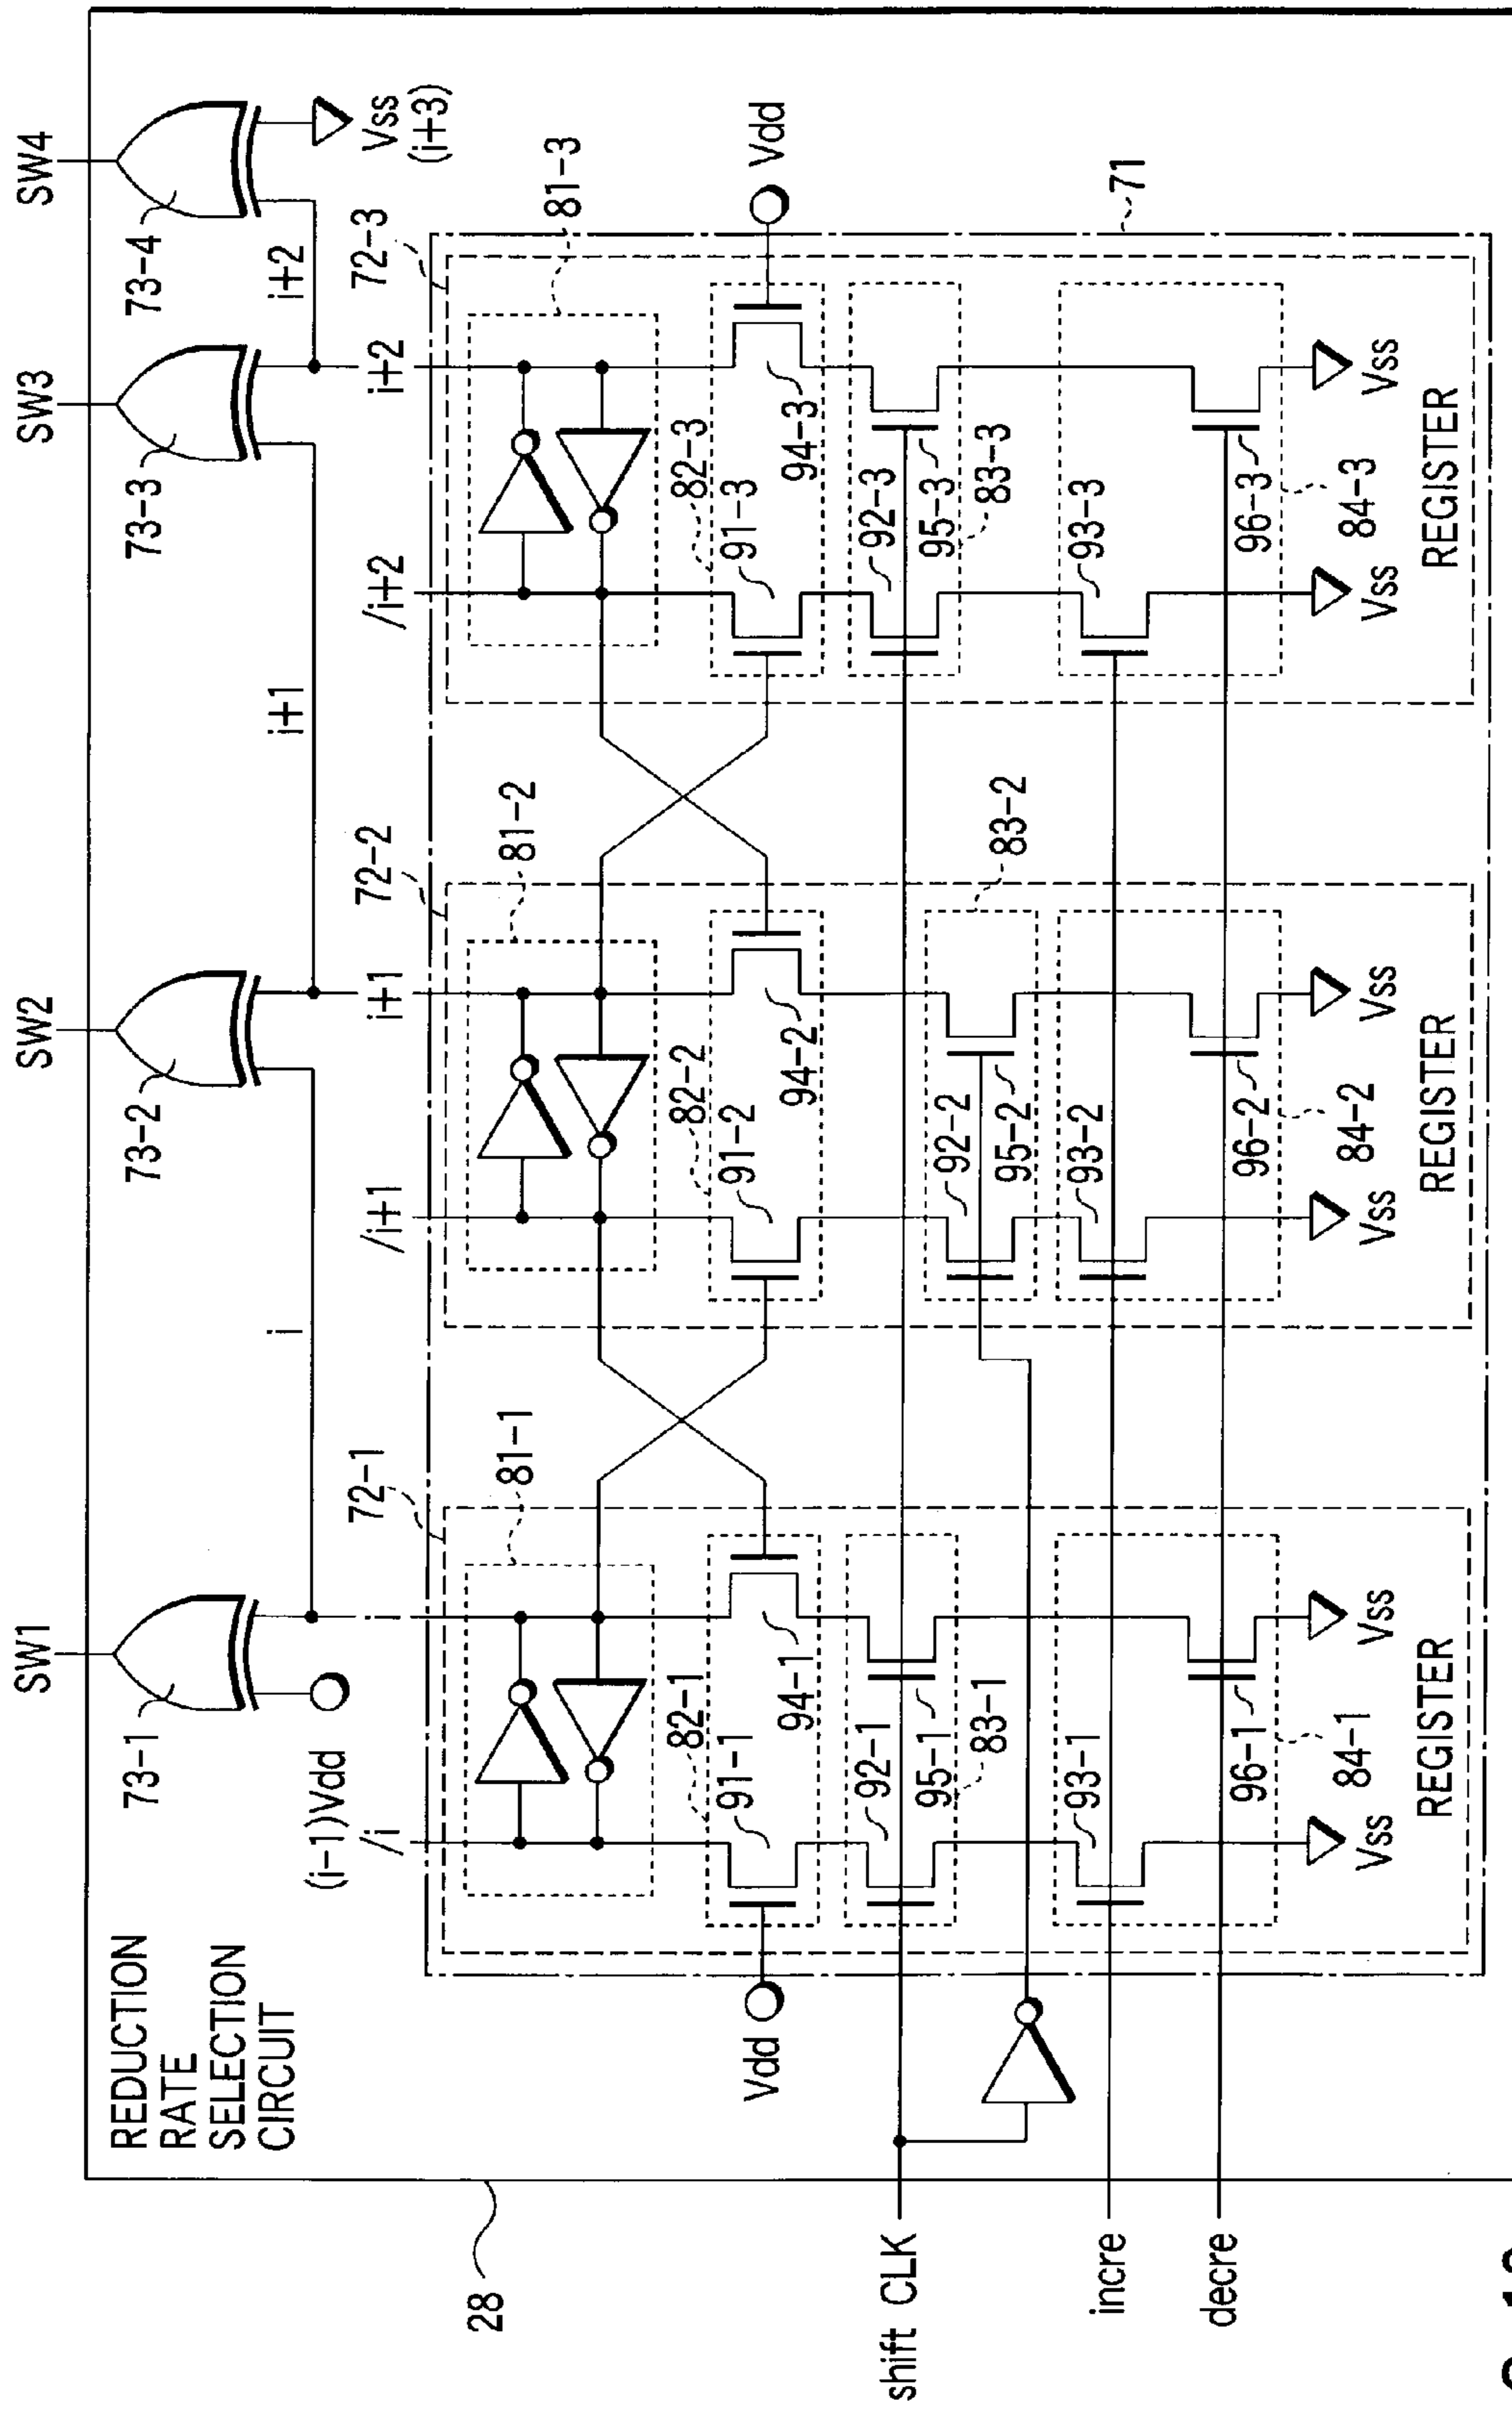 REDUCTION
RATE
SELECTION
CIRCUIT
28
SW1
SW2
SW3
SW4
73-1
73-2
73-3
73-4
(i-1)Vdd
i
i+1
i+2
Vss
(i+3)
/i
i
/i+1
i+1
/i+2
i+2
72-1
72-2
72-3
81-1
81-2
81-3
71
Vdd
82-1
91-1
94-1
82-2
91-2
94-2
82-3
91-3
94-3
Vdd
shift CLK
92-1
95-1
83-1
92-2
95-2
83-2
92-3
95-3
83-3
incre
93-1
93-2
93-3
decre
96-1
84-1
96-2
84-2
96-3
84-3
Vss
Vss
Vss
Vss
Vss
Vss
REGISTER
REGISTER
REGISTER